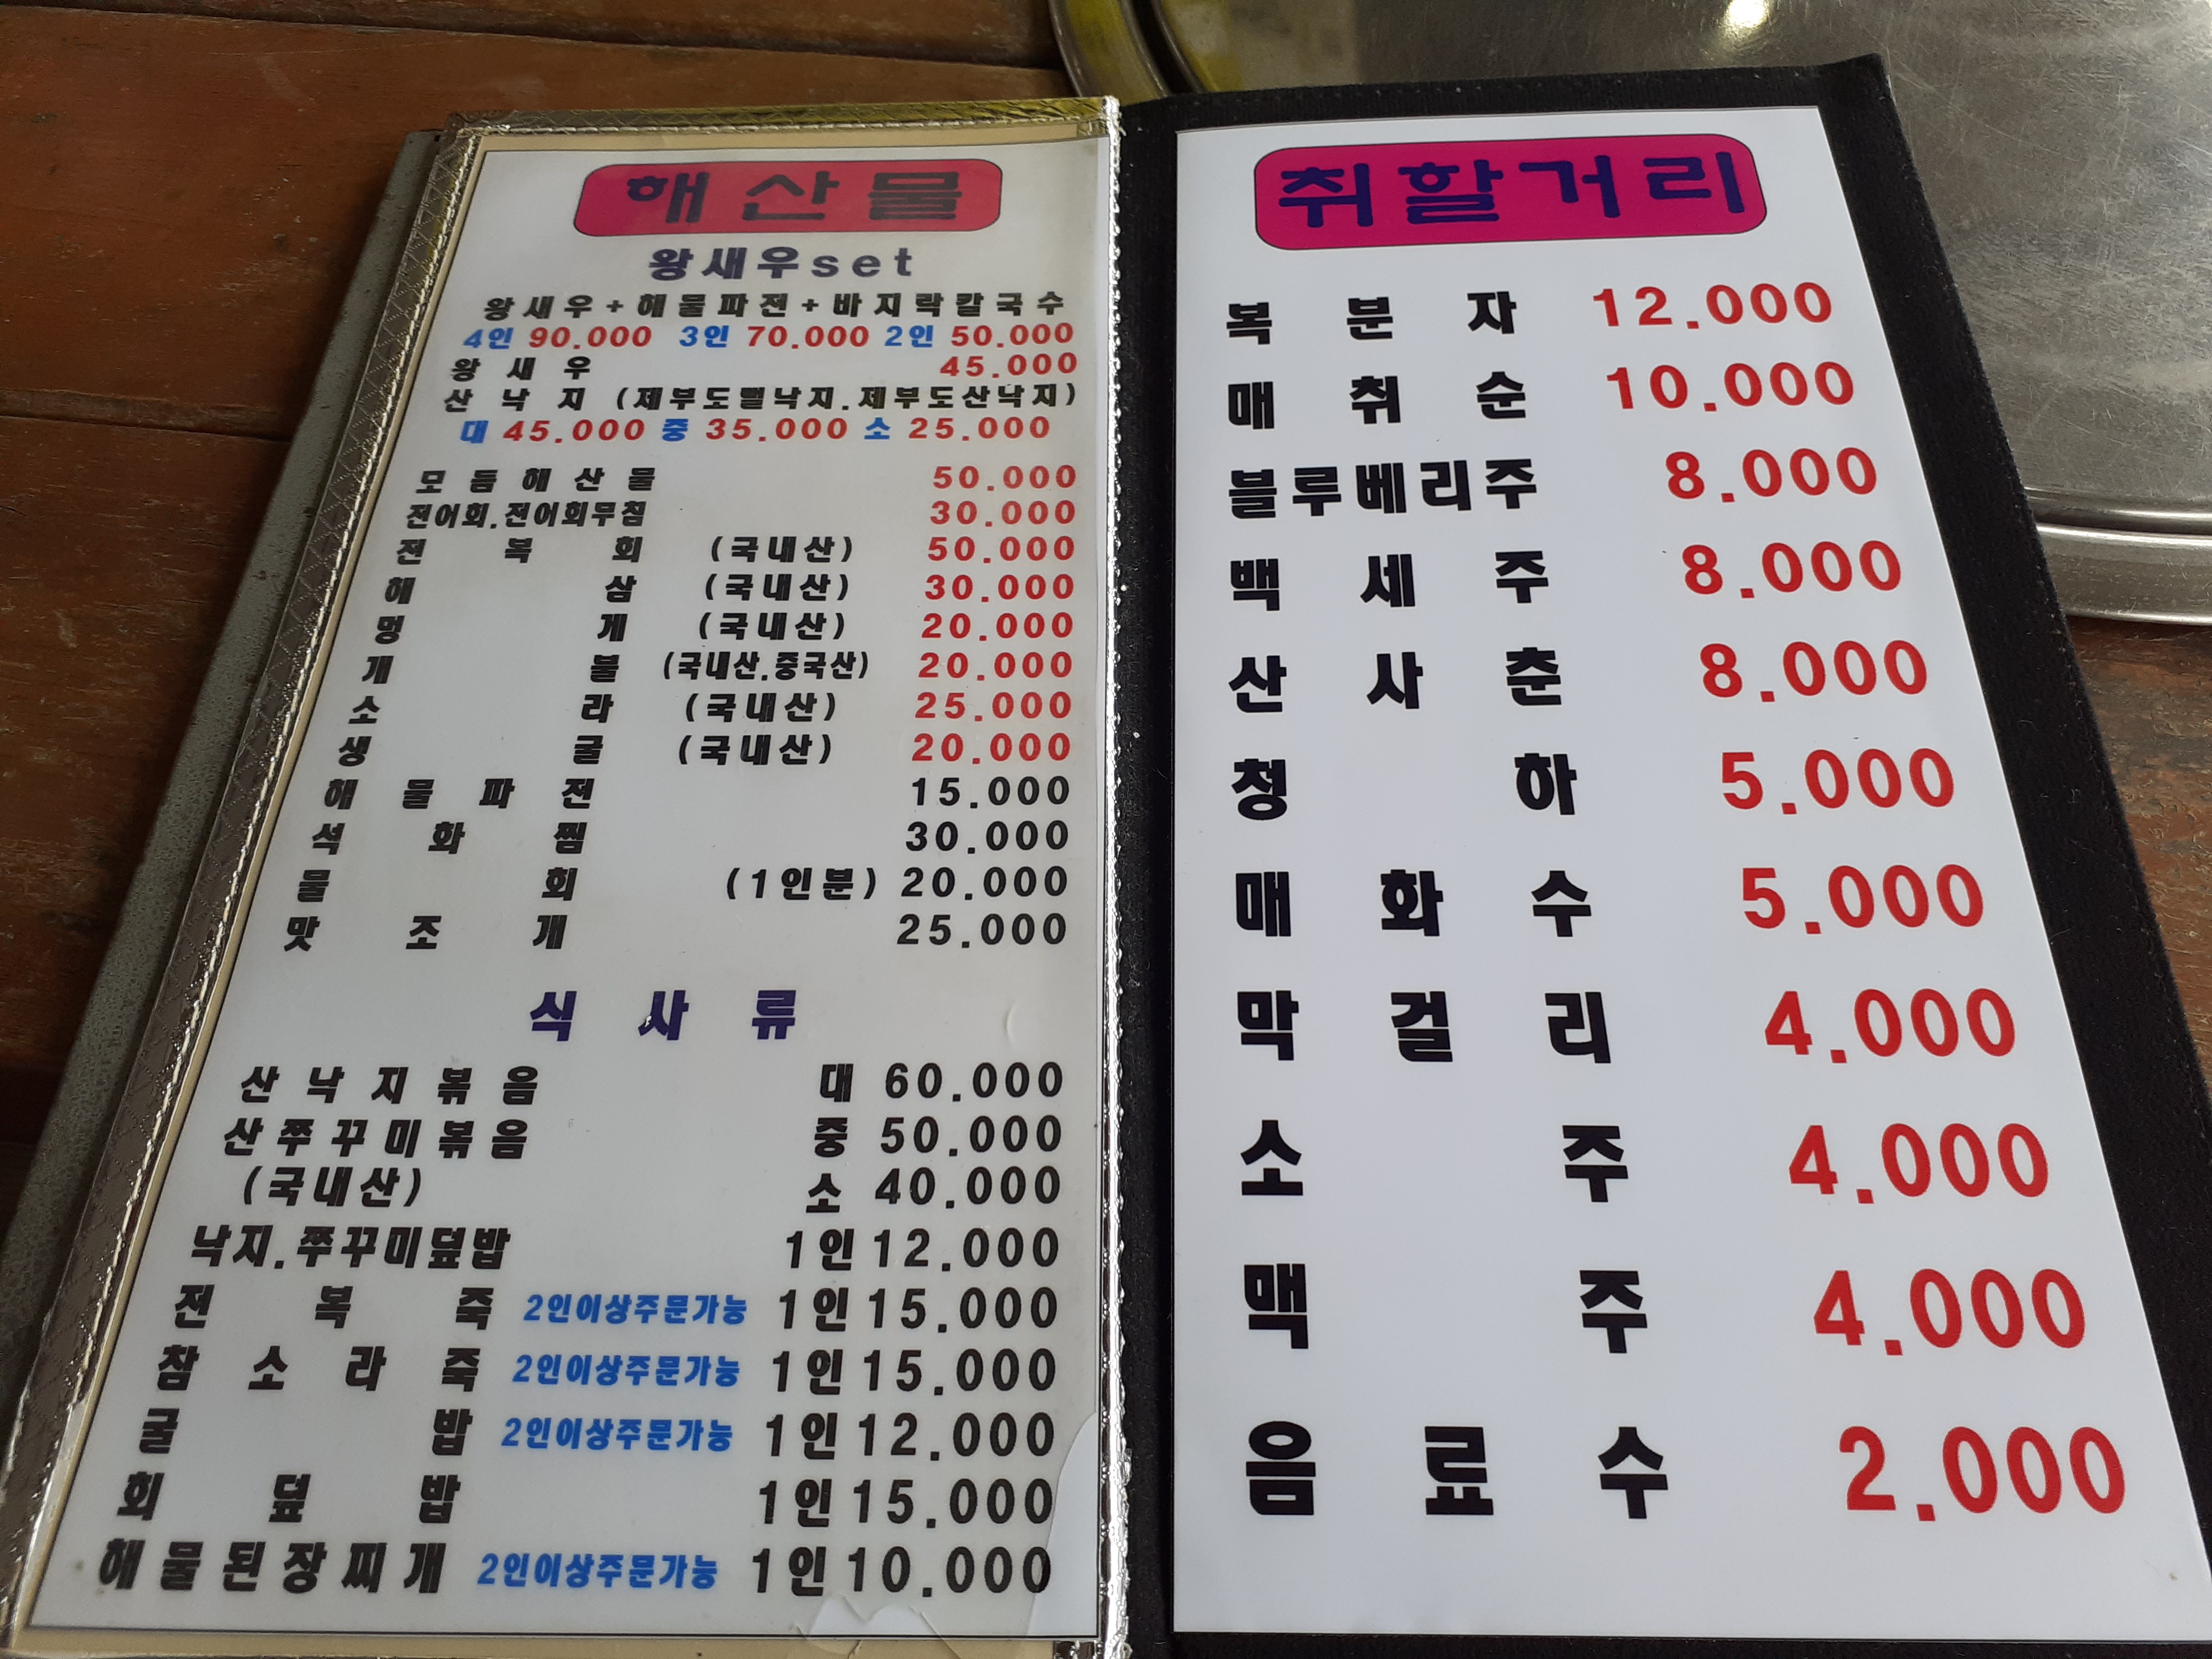 해산물
왕새우set
왕새우+해물파전+바지락칼국수
4인 90.000 3인 70.000 2인 50.000
왕새우 45.000
산낙지 (제부도뻘낙지.제부도산낙지)
대 45.000 중 35.000 소 25.000
모듬해산물 50.000
전어회.전어회무침 30.000
전복회 (국내산) 50.000
해삼 (국내산) 30.000
멍게 (국내산) 20.000
개불 (국내산.중국산) 20.000
소라 (국내산) 25.000
생굴 (국내산) 20.000
해물파전 15.000
석화찜 30.000
물회 (1인분) 20.000
맛조개 25.000
식사류
산낙지볶음 대 60.000
산쭈꾸미볶음 중 50.000
(국내산) 소 40.000
낙지.쭈꾸미덮밥 1인 12.000
전복죽 2인이상주문가능 1인 15.000
참소라죽 2인이상주문가능 1인 15.000
굴밥 2인이상주문가능 1인 12.000
회덮밥 1인 15.000
해물된장찌개 2인이상주문가능 1인 10.000
취할거리
복분자 12.000
매취순 10.000
블루베리주 8.000
백세주 8.000
산사춘 8.000
청하 5.000
매화수 5.000
막걸리 4.000
소주 4.000
맥주 4.000
음료수 2.000